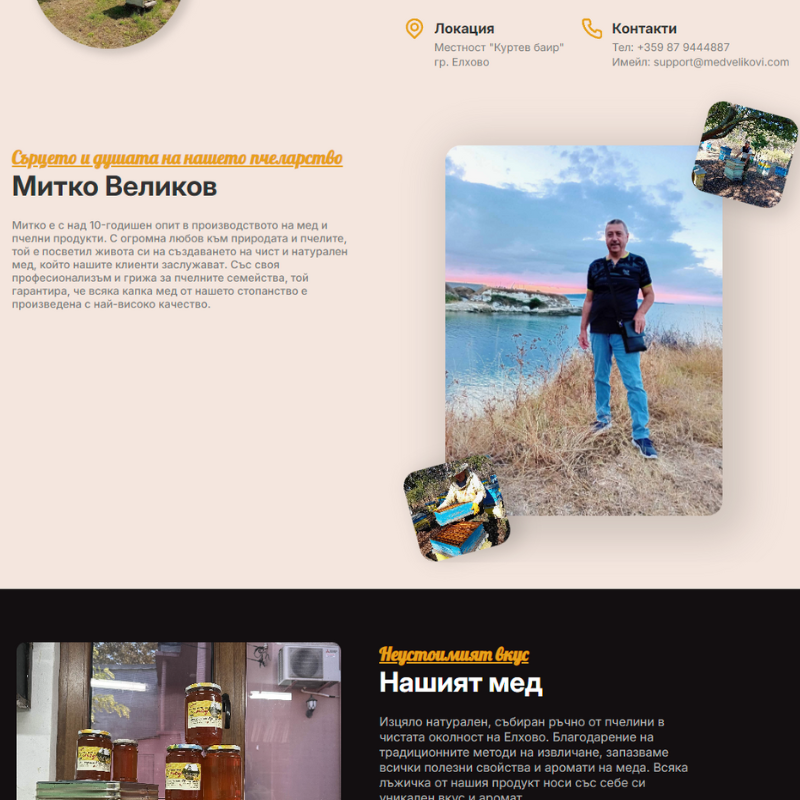 Локация
Местност "Куртев баир"
гр. Елхово
Контакти
Тел: +359 87 9444887
Имейл: support@medvelikovi.com
Сърцето и душата на нашето пчеларство
Митко Великов
Митко е с над 10-годишен опит в производството на мед и
пчелни продукти. С огромна любов към природата и пчелите,
той е посветил живота си на създаването на чист и натурален
мед, който нашите клиенти заслужават. Със своя
професионализъм и грижа за пчелните семейства, той
гарантира, че всяка капка мед от нашето стопанство е
произведена с най-високо качество.
Неустоимият вкус
Нашият мед
Изцяло натурален, събиран ръчно от пчелини в
чистата околност на Елхово. Благодарение на
традиционните методи на извличане, запазваме
всички полезни свойства и аромати на меда. Всяка
лъжичка от нашия продукт носи със себе си
уникален вкус и аромат.